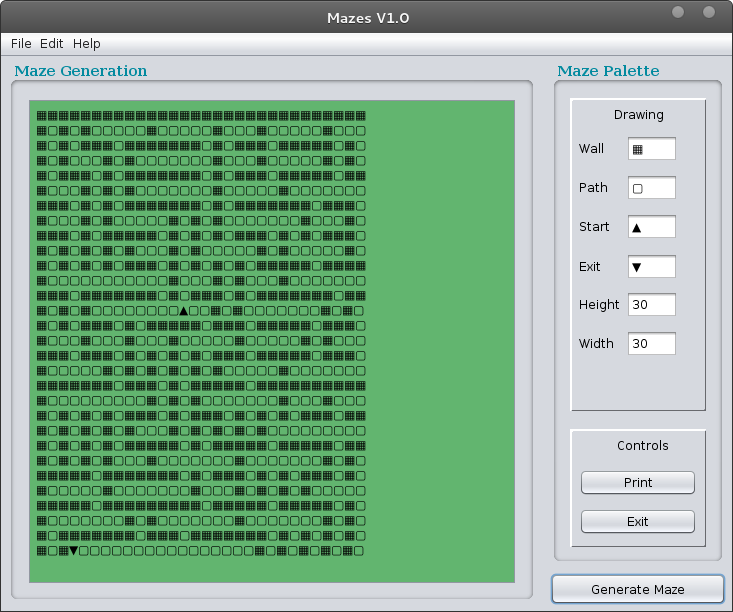 Mazes V1.0
File Edit Help
Maze Generation
Maze Palette
Drawing
Wall ▦
Path ▢
Start ▲
Exit ▼
Height 30
Width 30
Controls
Print
Exit
Generate Maze